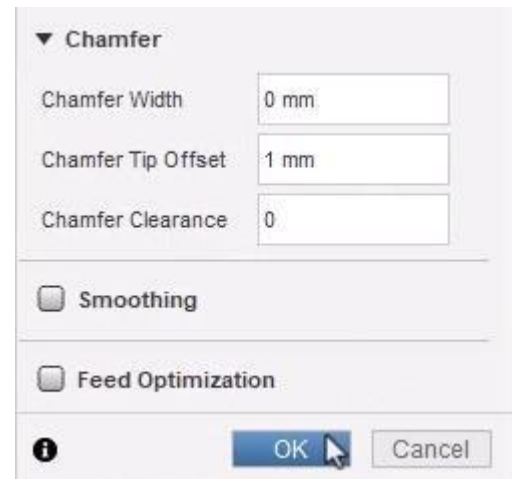 Chamfer
Chamfer Width 0 mm
Chamfer Tip Offset 1 mm
Chamfer Clearance 0
Smoothing
Feed Optimization
OK Cancel